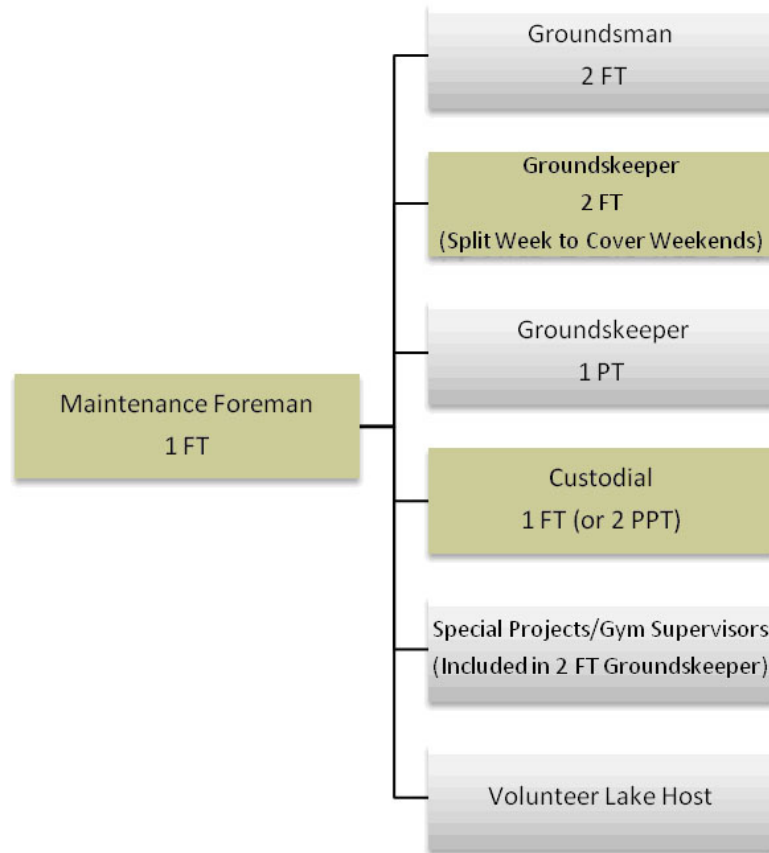 Groundsman
2 FT
Groundskeeper
2 FT
(Split Week to Cover Weekends)
Groundskeeper
1 PT
Maintenance Foreman
1 FT
Custodial
1 FT (or 2 PPT)
Special Projects/Gym Supervisors
(Included in 2 FT Groundskeeper)
Volunteer Lake Host